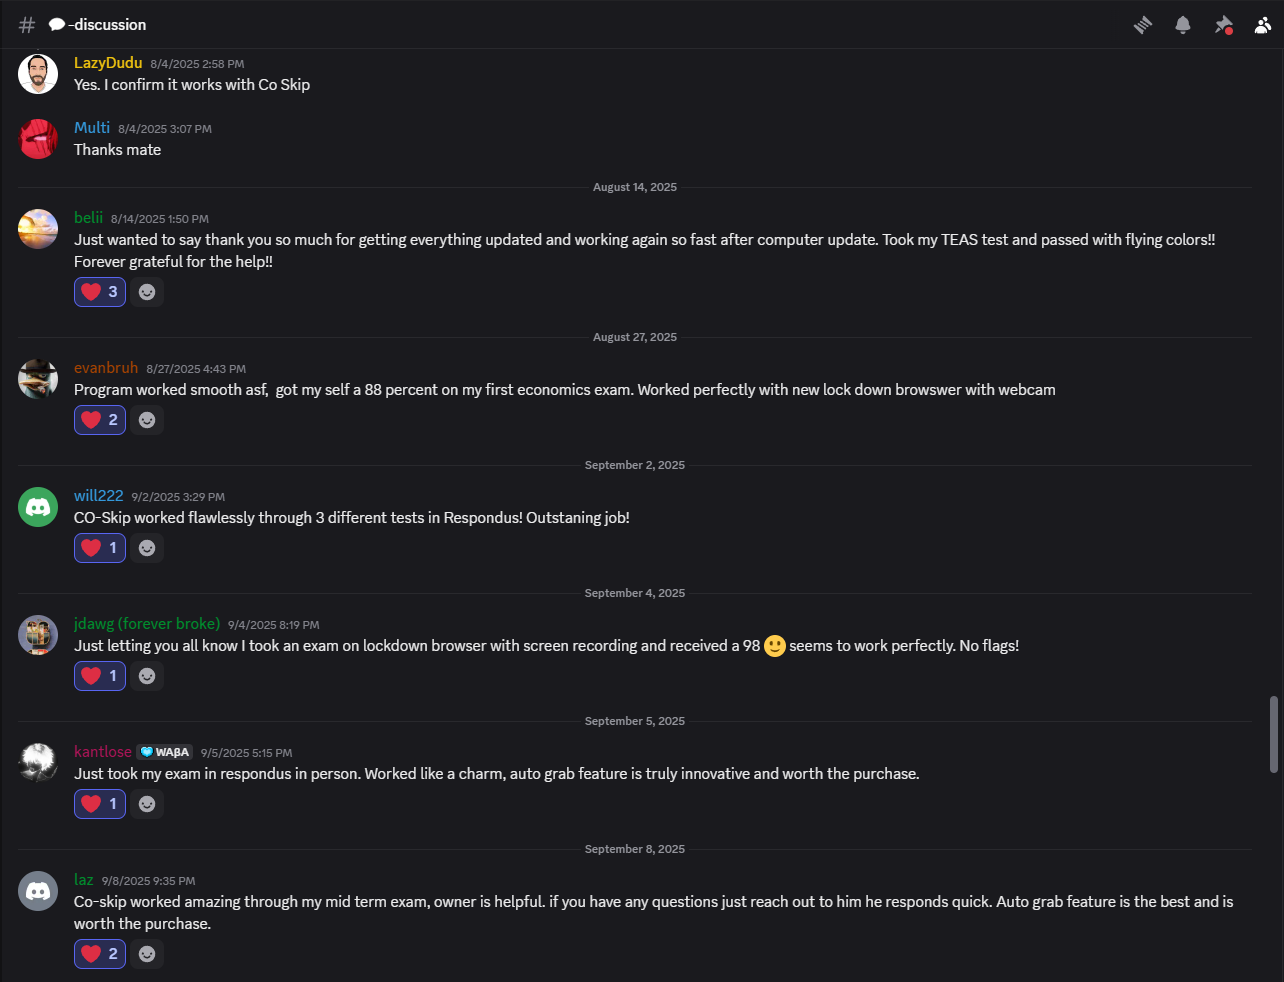 -discussion
LazyDudu 8/4/2025 2:58 PM
Yes. I confirm it works with Co Skip
Multi 8/4/2025 3:07 PM
Thanks mate
August 14, 2025
belii 8/14/2025 1:50 PM
Just wanted to say thank you so much for getting everything updated and working again so fast after computer update. Took my TEAS test and passed with flying colors!!
Forever grateful for the help!!
3
August 27, 2025
evanbruh 8/27/2025 4:43 PM
Program worked smooth asf,  got my self a 88 percent on my first economics exam. Worked perfectly with new lock down browswer with webcam
2
September 2, 2025
will222 9/2/2025 3:29 PM
CO-Skip worked flawlessly through 3 different tests in Respondus! Outstaning job!
1
September 4, 2025
jdawg (forever broke) 9/4/2025 8:19 PM
Just letting you all know I took an exam on lockdown browser with screen recording and received a 98 🙂 seems to work perfectly. No flags!
1
September 5, 2025
kantlose WAβA 9/5/2025 5:15 PM
Just took my exam in respondus in person. Worked like a charm, auto grab feature is truly innovative and worth the purchase.
1
September 8, 2025
laz 9/8/2025 9:35 PM
Co-skip worked amazing through my mid term exam, owner is helpful. if you have any questions just reach out to him he responds quick. Auto grab feature is the best and is
worth the purchase.
2